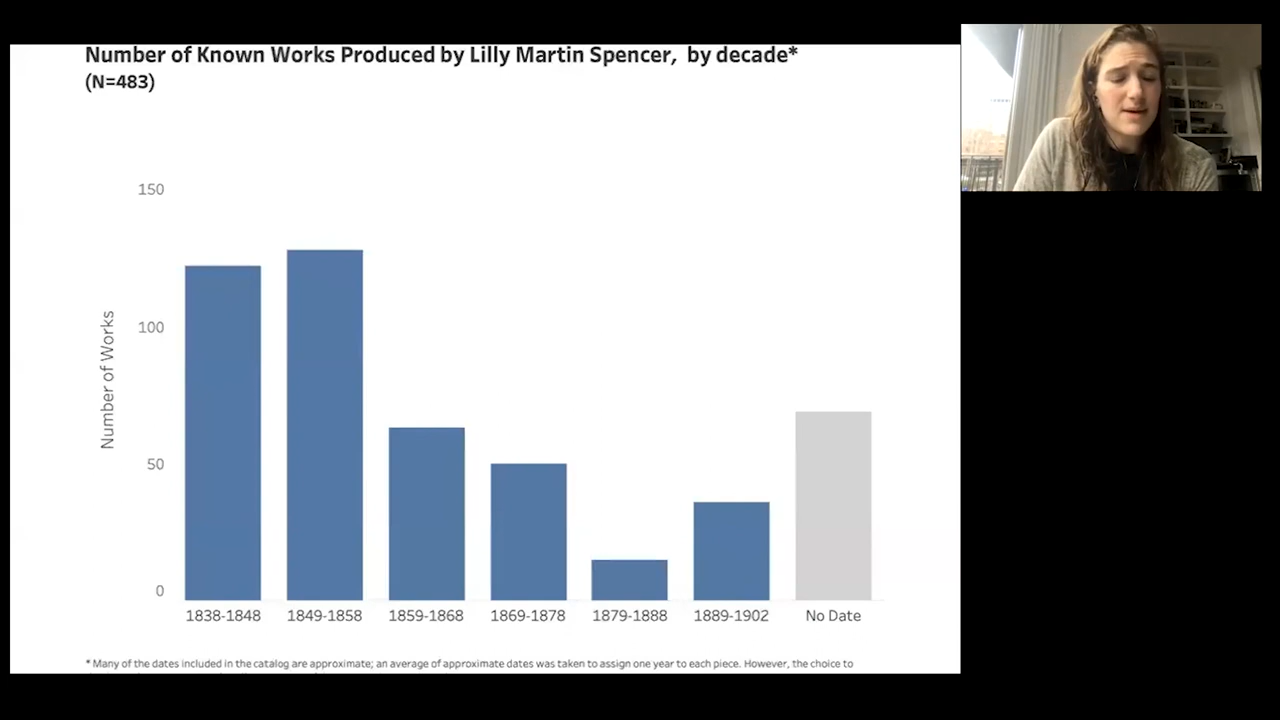 Number of Known Works Produced by Lilly Martin Spencer, by decade*
(N=483)
150
100
50
0
Number of Works
1838-1848 1849-1858 1859-1868 1869-1878 1879-1888 1889-1902 No Date
* Many of the dates included in the catalog are approximate; an average of approximate dates was taken to assign one year to each piece. However, the choice to